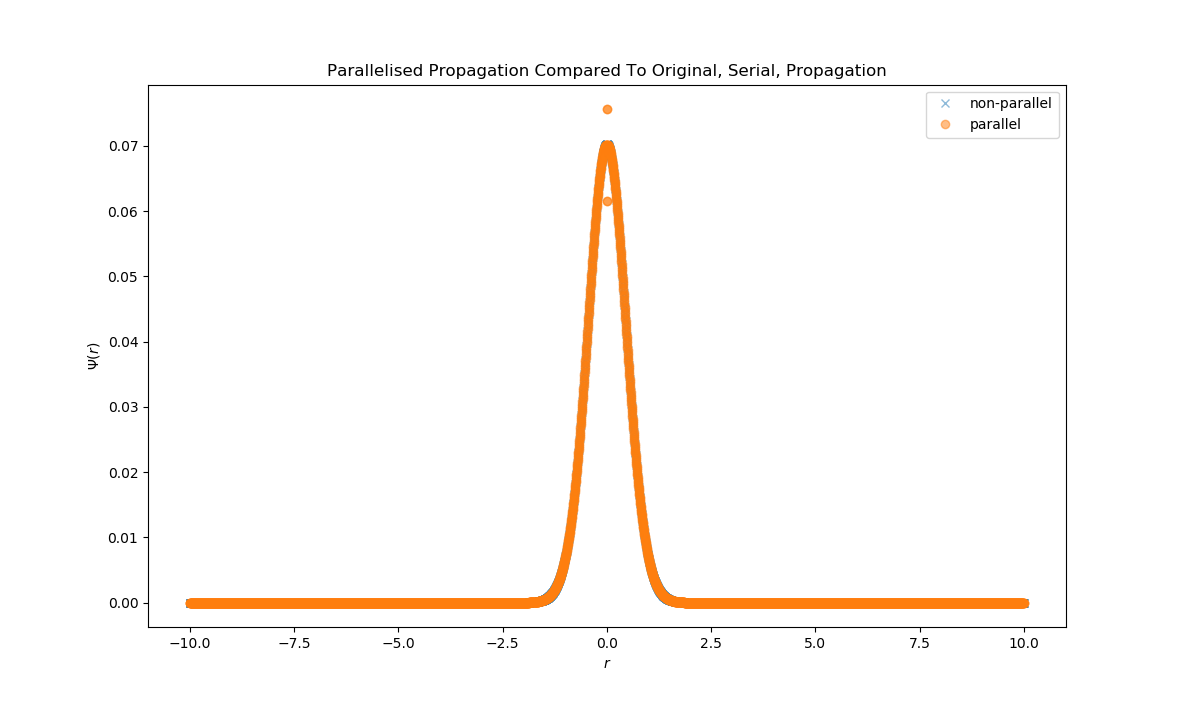 Parallelised Propagation Compared To Original, Serial, Propagation
non-parallel
parallel
0.07
0.06
0.05
0.04
0.03
0.02
0.01
0.00
Ψ(r)
−10.0 −7.5 −5.0 −2.5 0.0 2.5 5.0 7.5 10.0
r